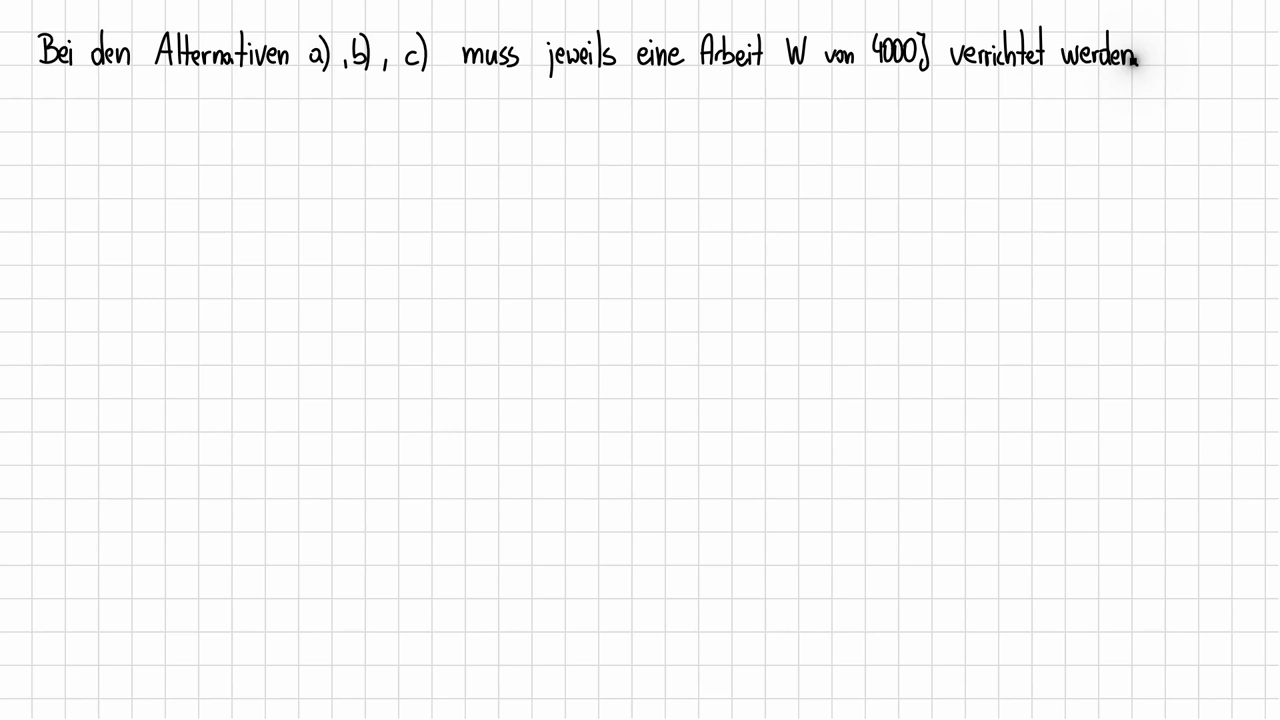 Bei den Alternativen a), b), c) muss jeweils eine Arbeit W von 4000J verrichtet werden.